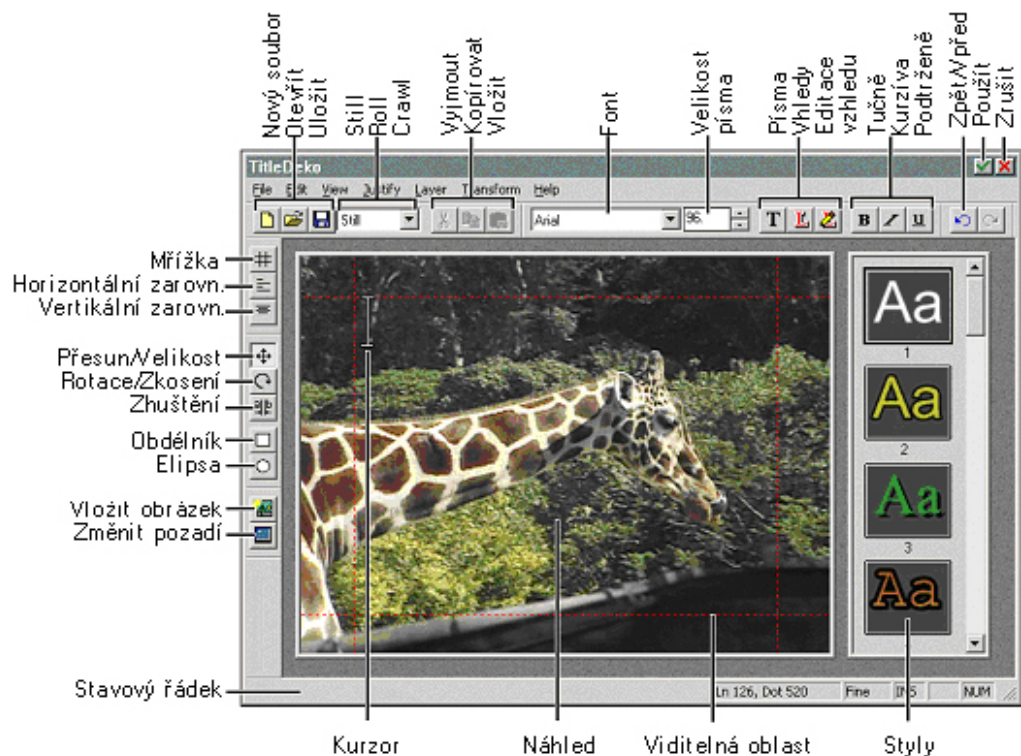 Nový soubor
Otevřít
Uložit
Still
Roll
Crawl
Vyjmout
Kopírovat
Vložit
Font
Velikost
písma
Písma
Vhledy
Editace
vzhledu
Tučně
Kurzíva
Podtrženě
Zpět/Vpřed
Použít
Zrušit
TitleDeko
File Edit View Justify Layer Transform Help
Still
Arial
96.
T
B
I
U
Mřížka
Horizontální zarovn.
Vertikální zarovn.
Přesun/Velikost
Rotace/Zkosení
Zhuštění
Obdélník
Elipsa
Vložit obrázek
Změnit pozadí
Aa
1
Aa
2
Aa
3
Aa
Stavový řádek
Ln 126, Dot 520 Fine INS NUM
Kurzor
Náhled
Viditelná oblast
Styly